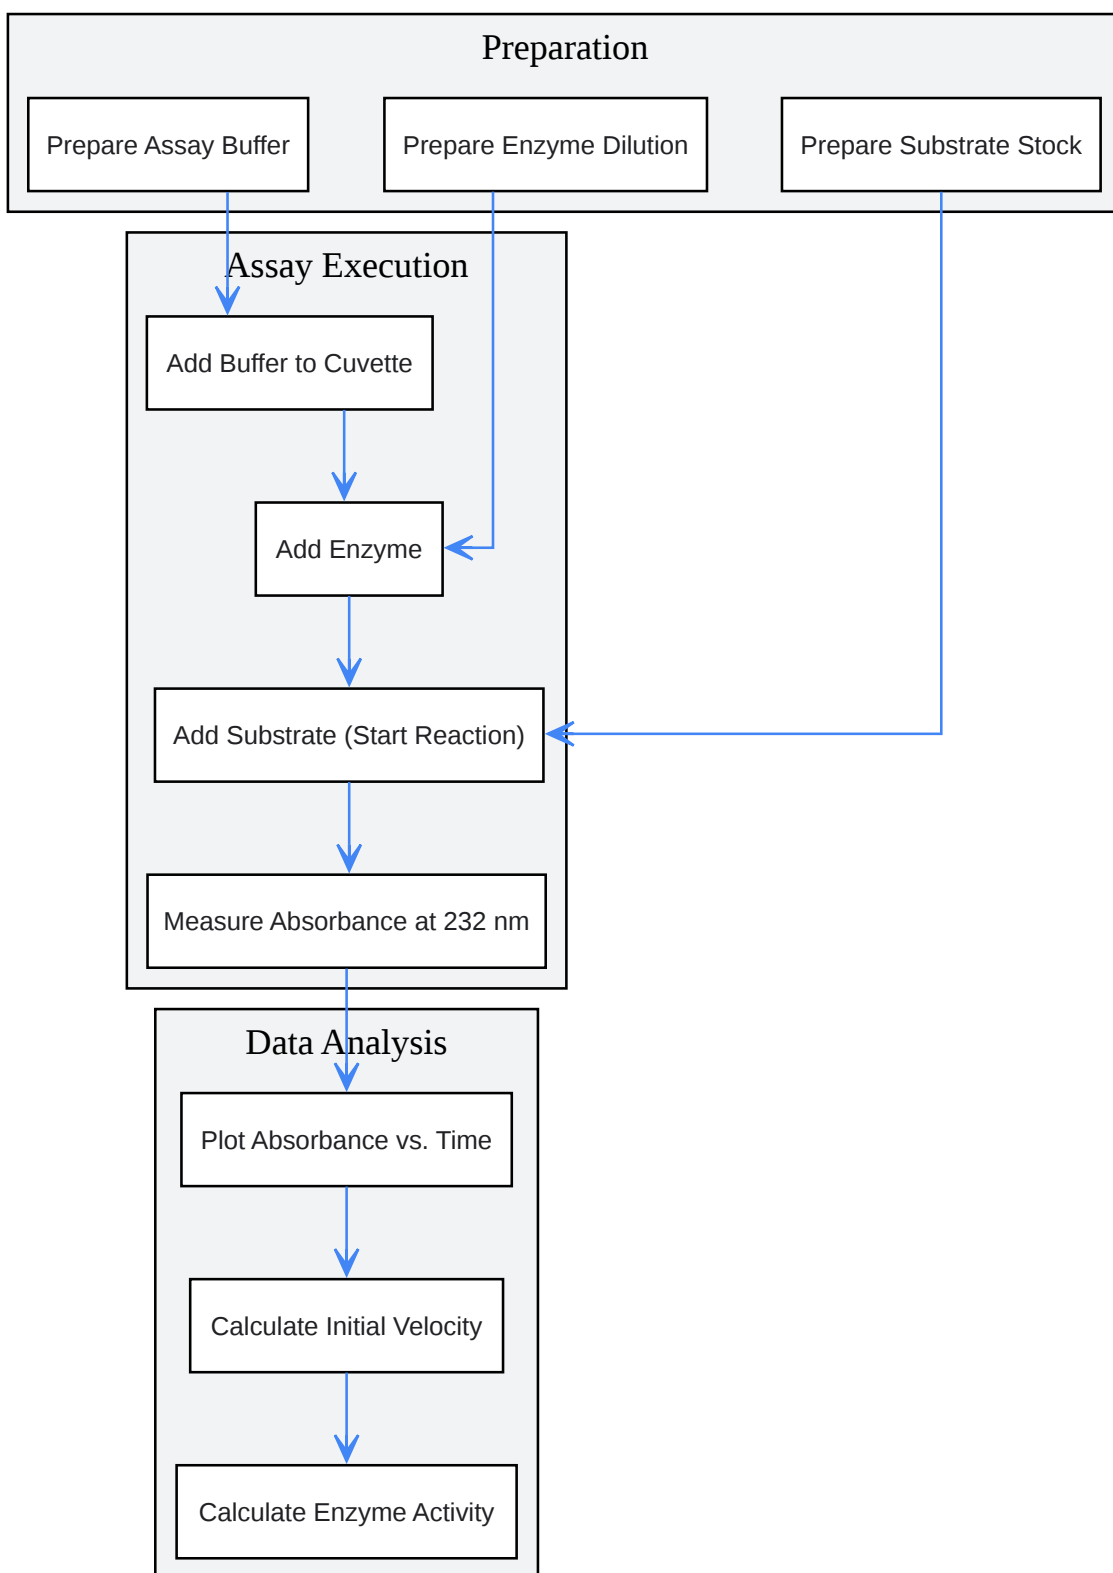 Preparation
Prepare Assay Buffer
Prepare Enzyme Dilution
Prepare Substrate Stock
Assay Execution
Add Buffer to Cuvette
Add Enzyme
Add Substrate (Start Reaction)
Measure Absorbance at 232 nm
Data Analysis
Plot Absorbance vs. Time
Calculate Initial Velocity
Calculate Enzyme Activity